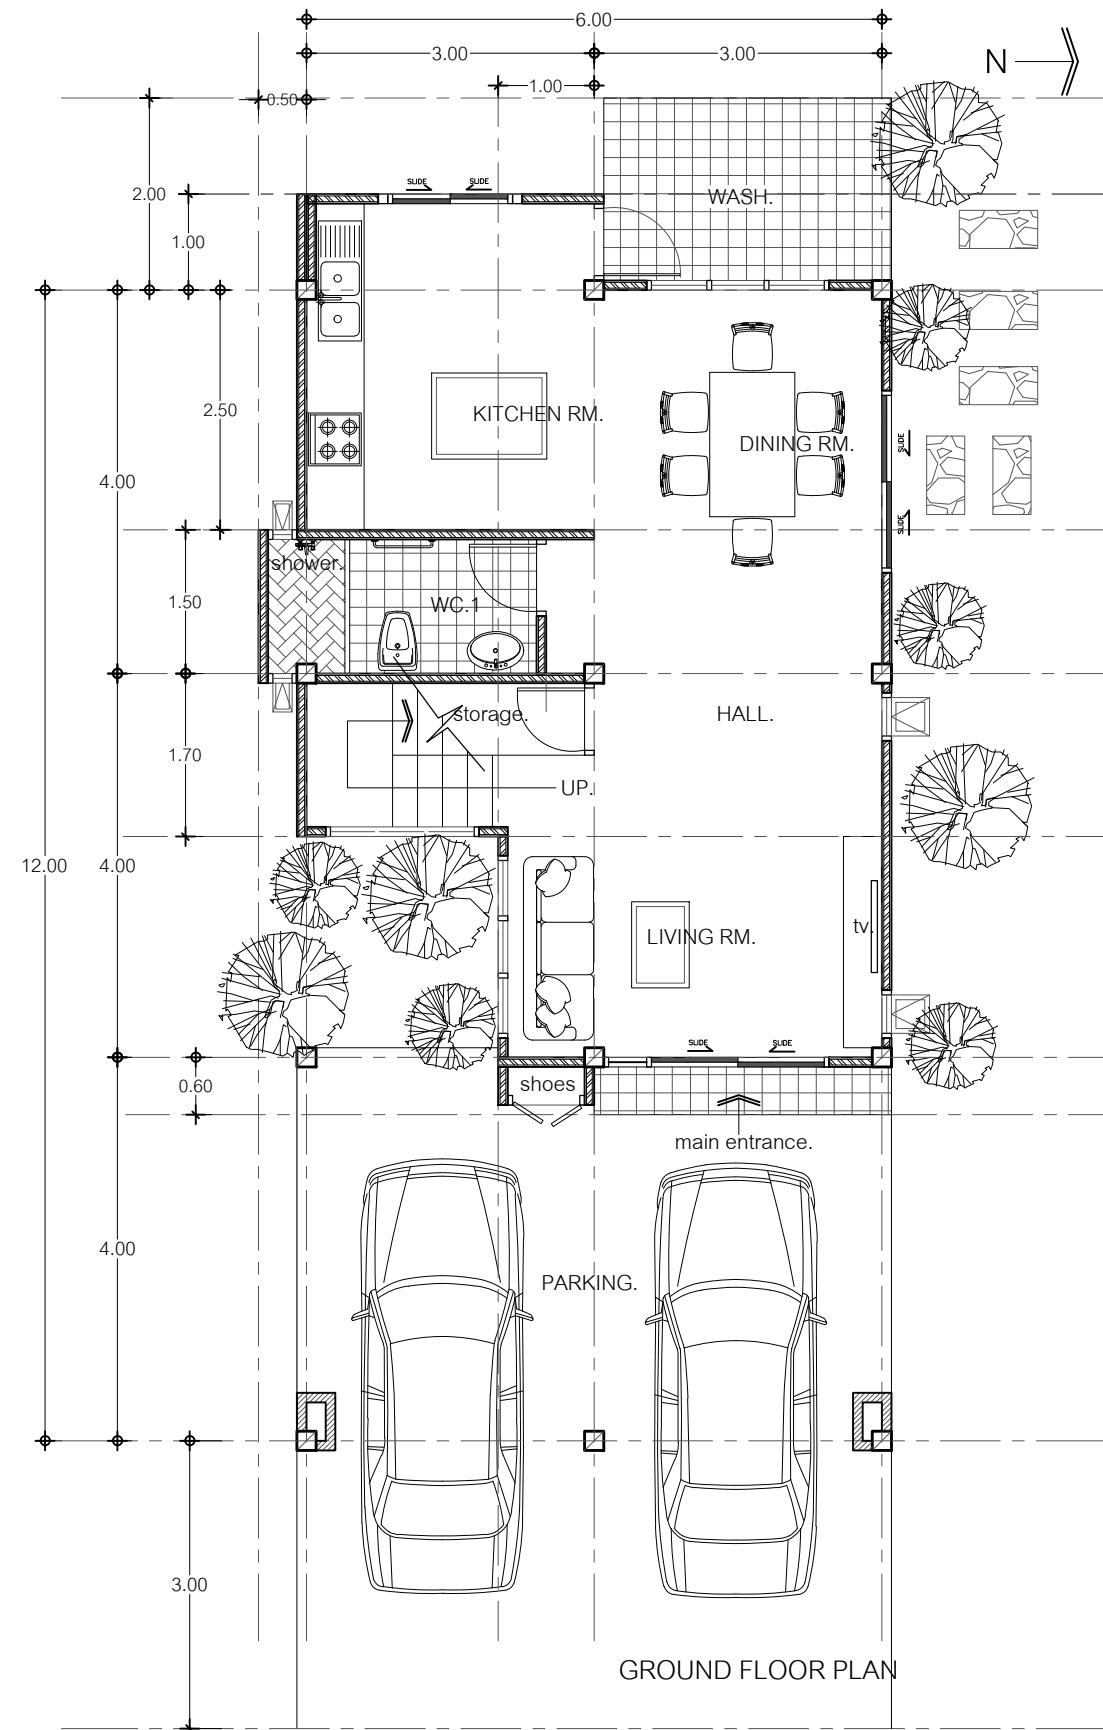 6.00
3.00
3.00
N
1.00
0.50
2.00
SLIDE
SLIDE
WASH.
1.00
2.50
KITCHEN RM.
DINING RM.
SLIDE
4.00
SLIDE
shower.
1.50
WC.1
storage.
HALL.
1.70
UP.
12.00
4.00
LIVING RM.
tv.
SLIDE
SLIDE
0.60
shoes
main entrance.
4.00
PARKING.
3.00
GROUND FLOOR PLAN